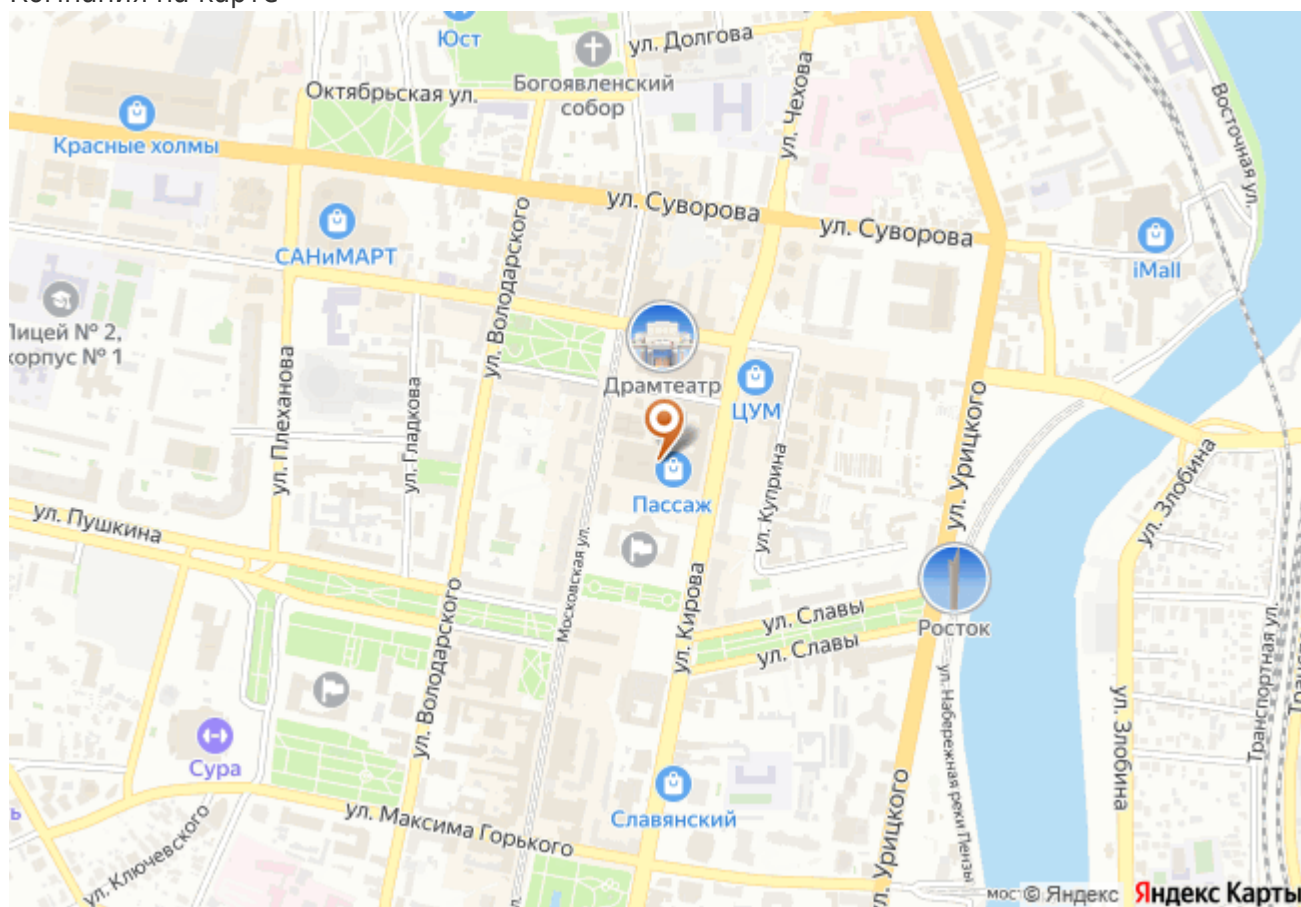 Компания на карте
Юст
ул. Долгова
Богоявленский
собор
Октябрьская ул.
ул. Чехова
Восточная ул.
Красные холмы
ул. Суворова
ул. Суворова
САНиМАРТ
iMall
ул. Володарского
Лицей № 2,
корпус № 1
Драмтеатр
ЦУМ
ул. Плеханова
ул. Гладкова
ул. Урицкого
ул. Куприна
ул. Злобина
Пассаж
ул. Пушкина
Московская ул.
ул. Кирова
ул. Славы
ул. Славы
Росток
Транспортная ул.
ул. Володарского
ул. Набережная реки Пензы
ул. Злобина
Сура
Славянский
ул. Максима Горького
ул. Урицкого
ул. Ключевского
© Яндекс Яндекс Карты